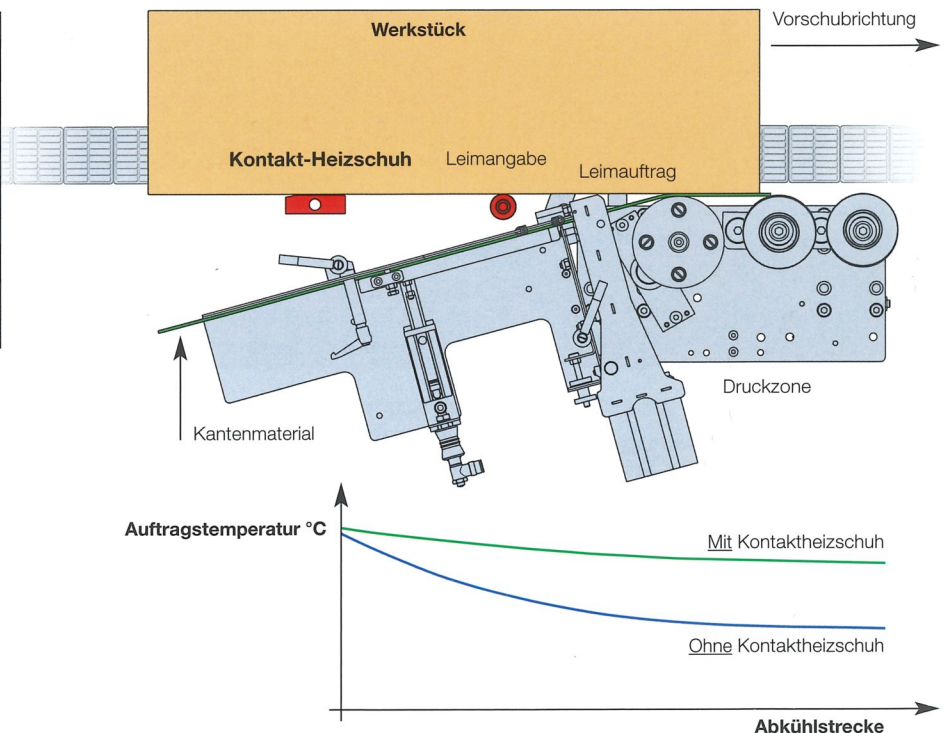 Werkstück
Vorschubrichtung
Kontakt-Heizschuh
Leimangabe
Leimauftrag
Druckzone
Kantenmaterial
Auftragstemperatur °C
Mit Kontaktheizschuh
Ohne Kontaktheizschuh
Abkühlstrecke